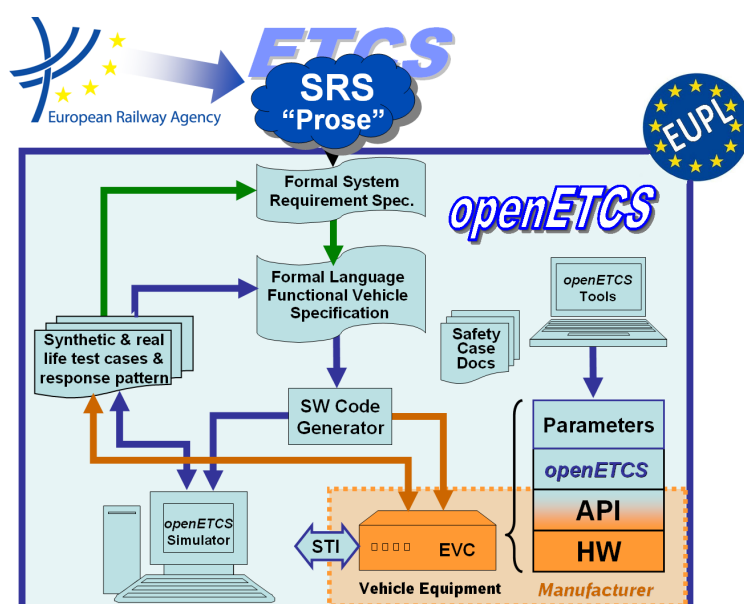 ETCS
SRS
“Prose”
European Railway Agency
EUPL
Formal System
Requirement Spec.
openETCS
Formal Language
Functional Vehicle
Specification
openETCS
Tools
Synthetic & real
life test cases &
response pattern
Safety
Case
Docs
SW Code
Generator
Parameters
openETCS
API
HW
openETCS
Simulator
STI
EVC
Vehicle Equipment
Manufacturer